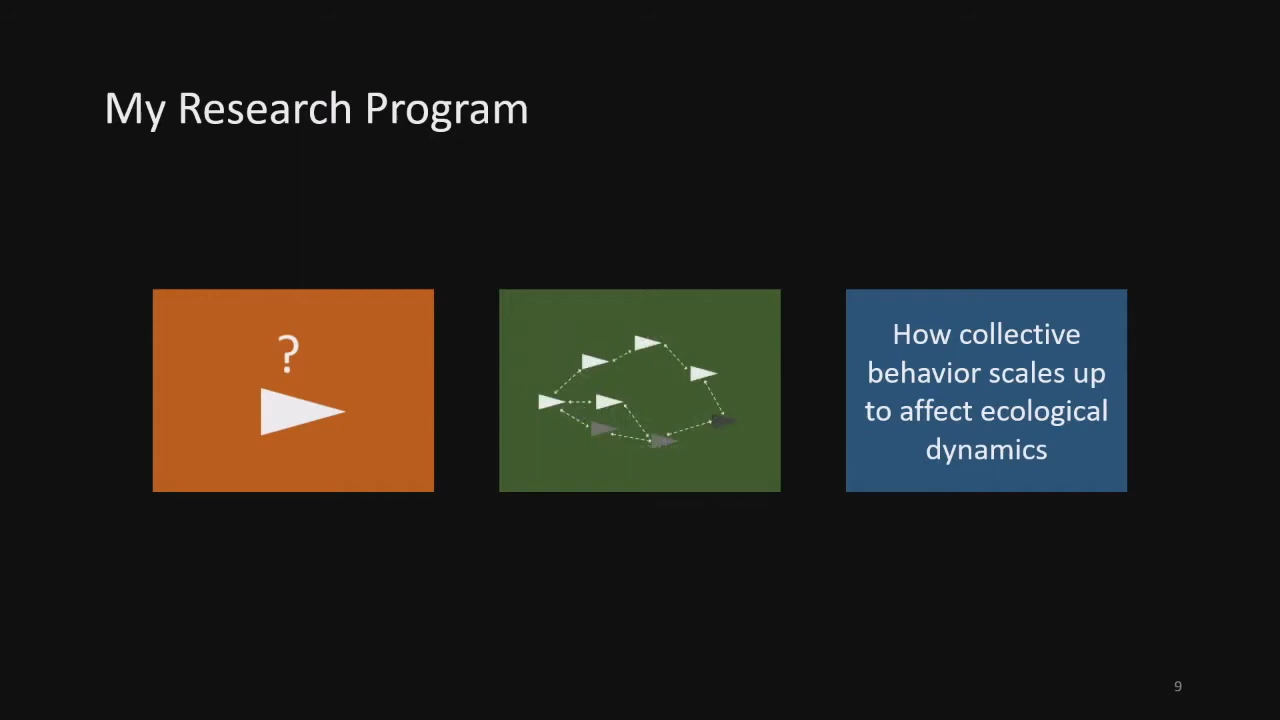 My Research Program
?
How collective
behavior scales up
to affect ecological
dynamics
9